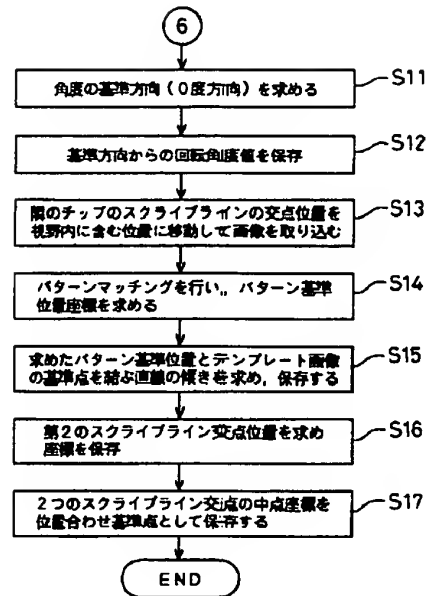 6
角度の基準方向(0度方向)を求める
S11
基準方向からの回転角度値を保存
S12
隣のチップのスクライブラインの交点位置を
視野内に含む位置に移動して画像を取り込む
S13
パターンマッチングを行い、パターン基準
位置座標を求める
S14
求めたパターン基準位置とテンプレート画像
の基準点を結ぶ直線の傾きを求め,保存する
S15
第2のスクライブライン交点位置を求め
座標を保存
S16
2つのスクライブライン交点の中点座標を
位置合わせ基準点として保存する
S17
END